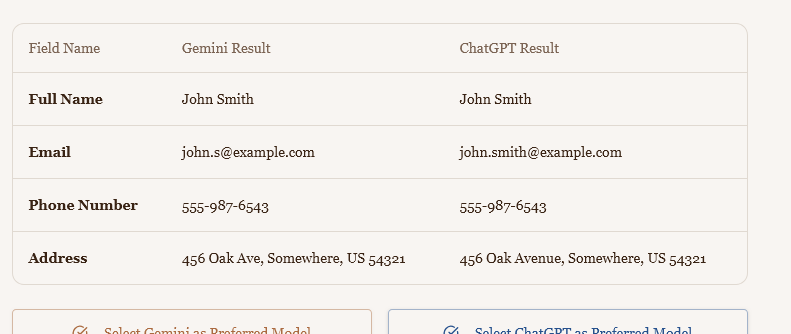 Field Name Gemini Result ChatGPT Result
Full Name John Smith John Smith
Email john.s@example.com john.smith@example.com
Phone Number 555-987-6543 555-987-6543
Address 456 Oak Ave, Somewhere, US 54321 456 Oak Avenue, Somewhere, US 54321
Select Gemini as Preferred Model Select ChatGPT as Preferred Model